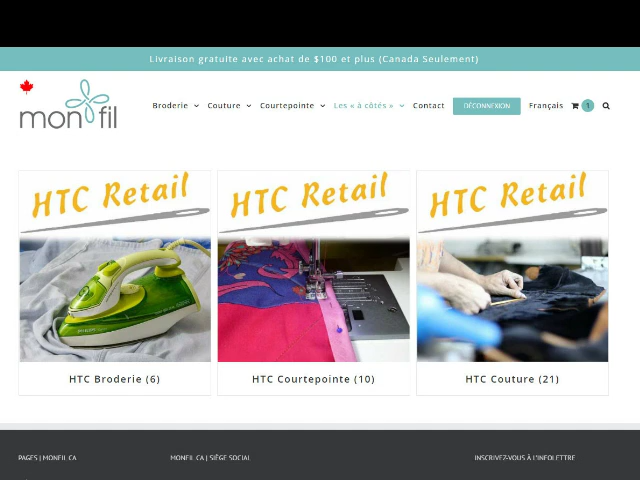 Livraison gratuite avec achat de $100 et plus (Canada Seulement)
monfil
Broderie Couture Courtepointe Les « à côtés » Contact DÉCONNEXION Français 1
HTC Retail HTC Retail HTC Retail
HTC Broderie (6) HTC Courtepointe (10) HTC Couture (21)
PAGES | MONFIL.CA MONFIL.CA | SIÈGE SOCIAL INSCRIVEZ-VOUS À L'INFOLETTRE